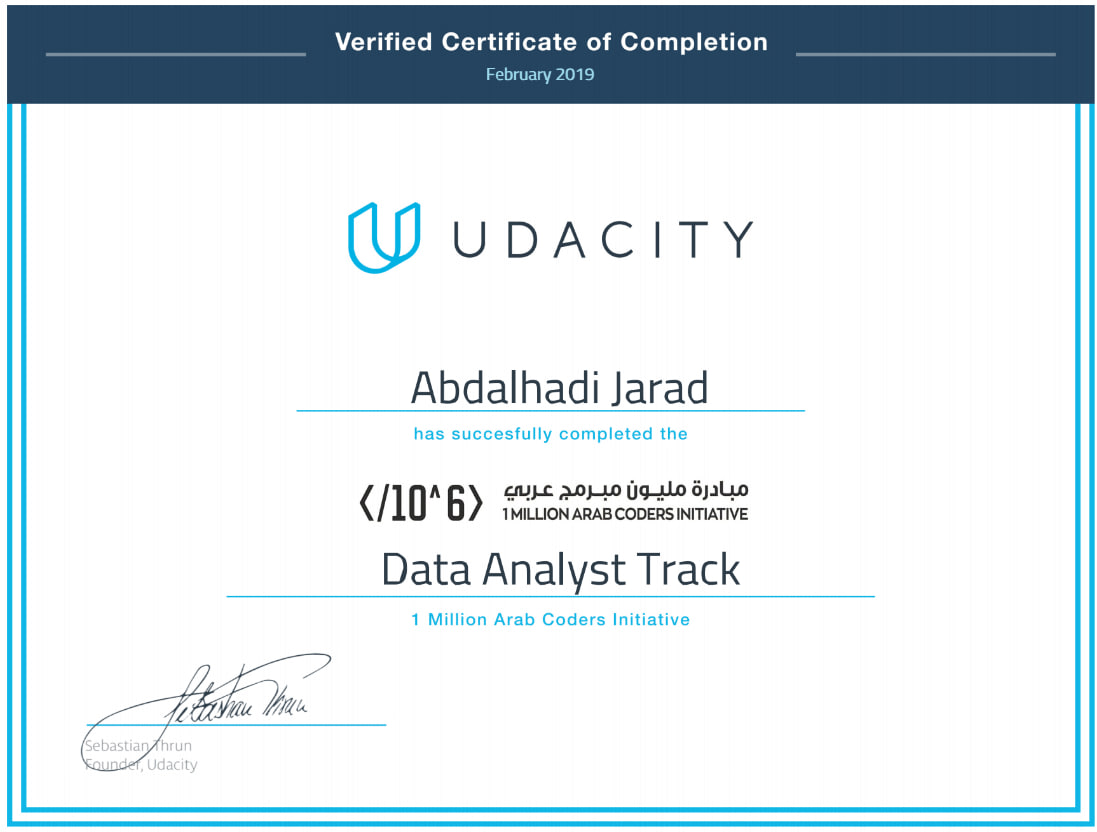 Verified Certificate of Completion
February 2019
UDACITY
Abdalhadi Jarad
has succesfully completed the
</10^6> مبادرة مليون مبرمج عربي
1 MILLION ARAB CODERS INITIATIVE
Data Analyst Track
1 Million Arab Coders Initiative
Sebastian Thrun
Sebastian Thrun
Founder, Udacity